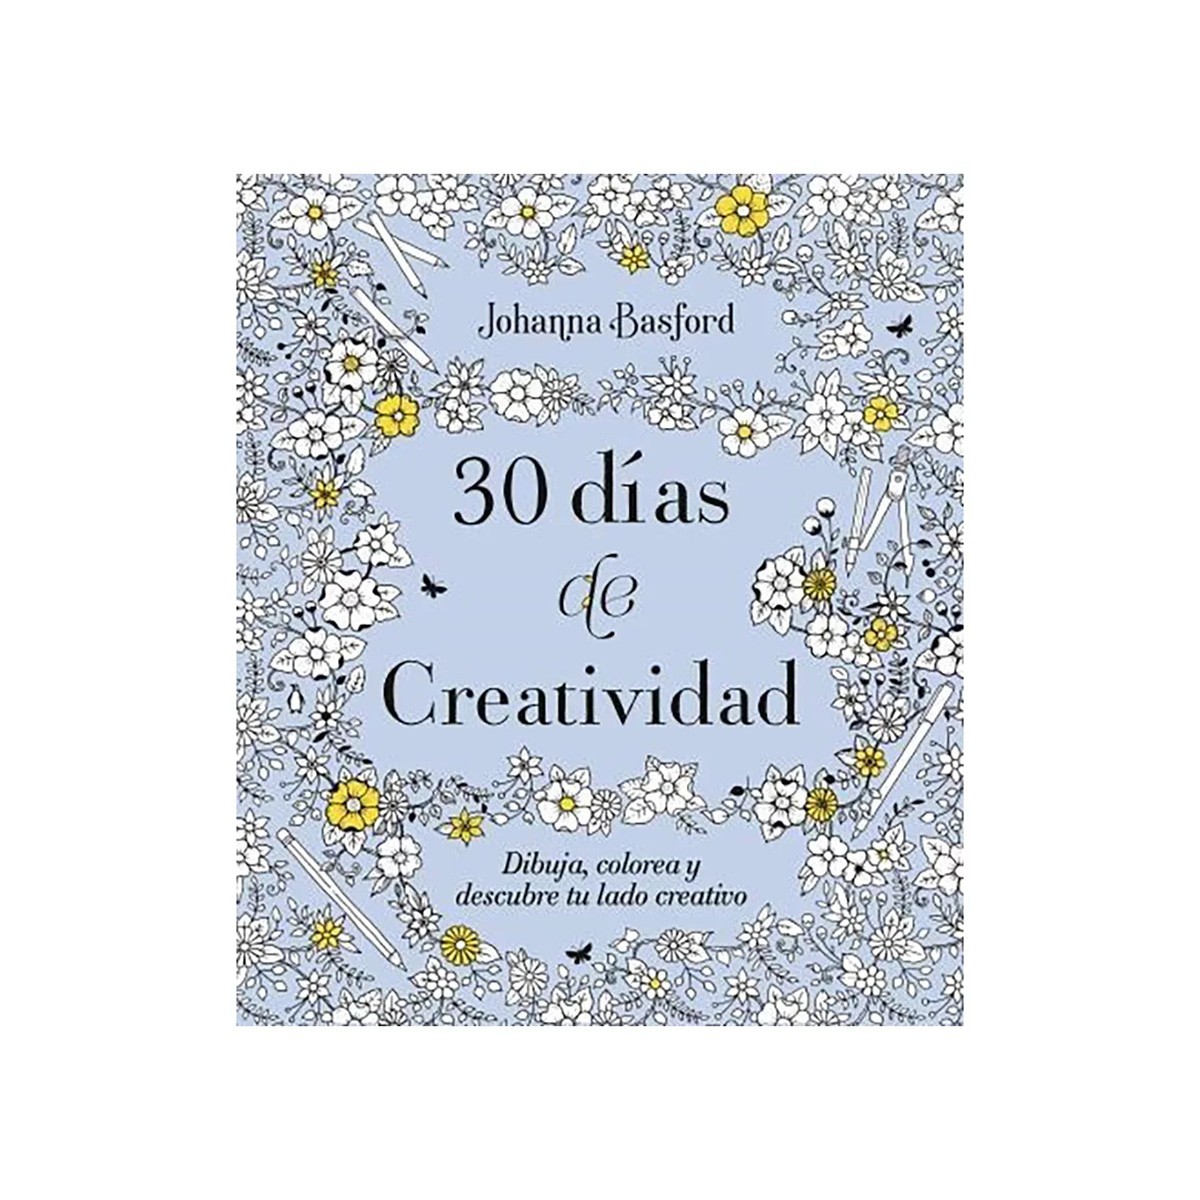 Johanna Basford
30 días
de
Creatividad
Dibuja, colorea y
descubre tu lado creativo